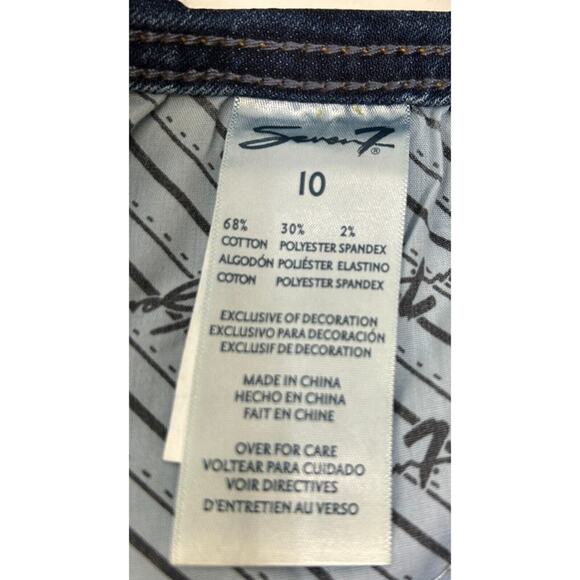 Seven7®
10
68% 30% 2%
COTTON POLYESTER SPANDEX
ALGODÓN POLIÉSTER ELASTINO
COTON POLYESTER SPANDEX
EXCLUSIVE OF DECORATION
EXCLUSIVO PARA DECORACIÓN
EXCLUSIF DE DECORATION
MADE IN CHINA
HECHO EN CHINA
FAIT EN CHINE
OVER FOR CARE
VOLTEAR PARA CUIDADO
VOIR DIRECTIVES
D'ENTRETIEN AU VERSO